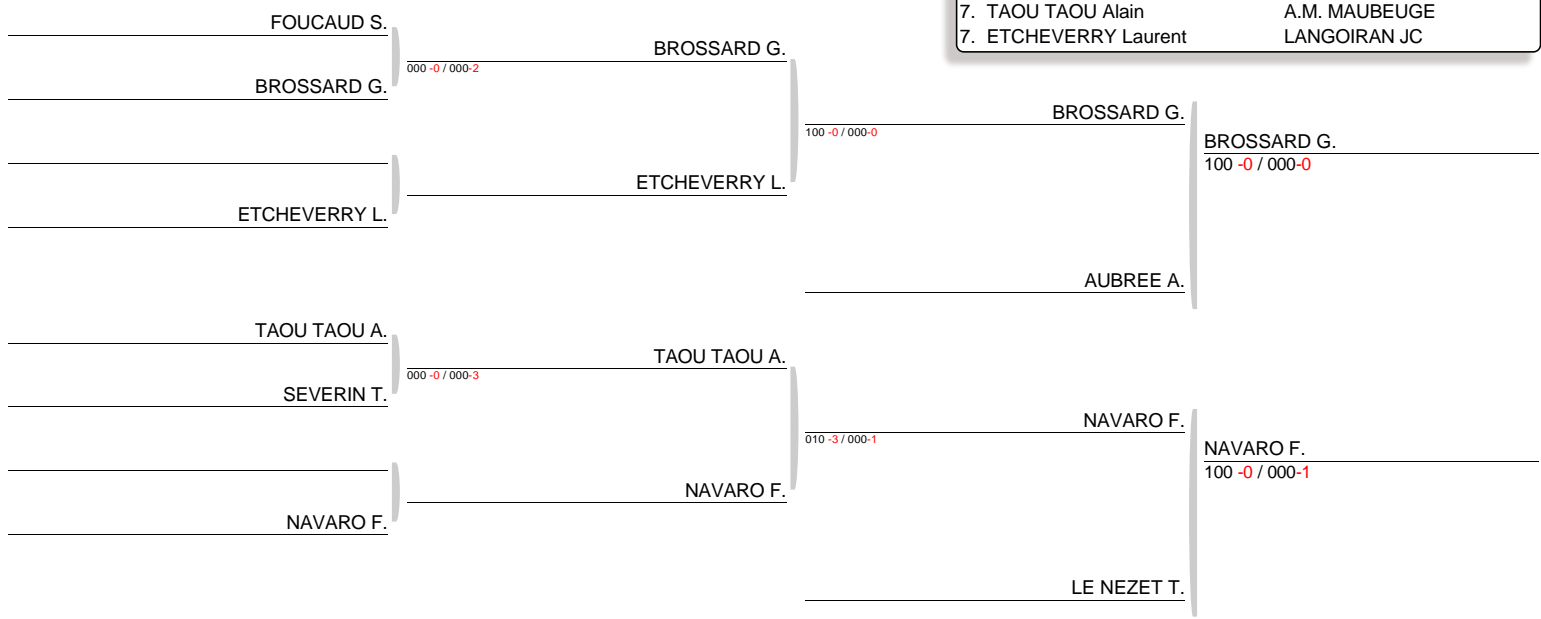 7. TAOU TAOU Alain A.M. MAUBEUGE
7. ETCHEVERRY Laurent LANGOIRAN JC
FOUCAUD S.
BROSSARD G.
ETCHEVERRY L.
TAOU TAOU A.
SEVERIN T.
NAVARO F.
BROSSARD G.
000 -0 / 000-2
ETCHEVERRY L.
TAOU TAOU A.
000 -0 / 000-3
NAVARO F.
BROSSARD G.
100 -0 / 000-0
AUBREE A.
NAVARO F.
010 -3 / 000-1
LE NEZET T.
BROSSARD G.
100 -0 / 000-0
NAVARO F.
100 -0 / 000-1